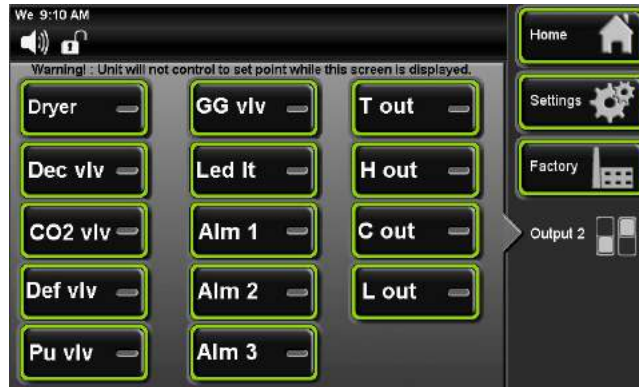 We 9:10 AM
Warning! : Unit will not control to set point while this screen is displayed.
Dryer
GG vlv
T out
Dec vlv
Led lt
H out
CO2 vlv
Alm 1
C out
Def vlv
Alm 2
L out
Pu vlv
Alm 3
Home
Settings
Factory
Output 2